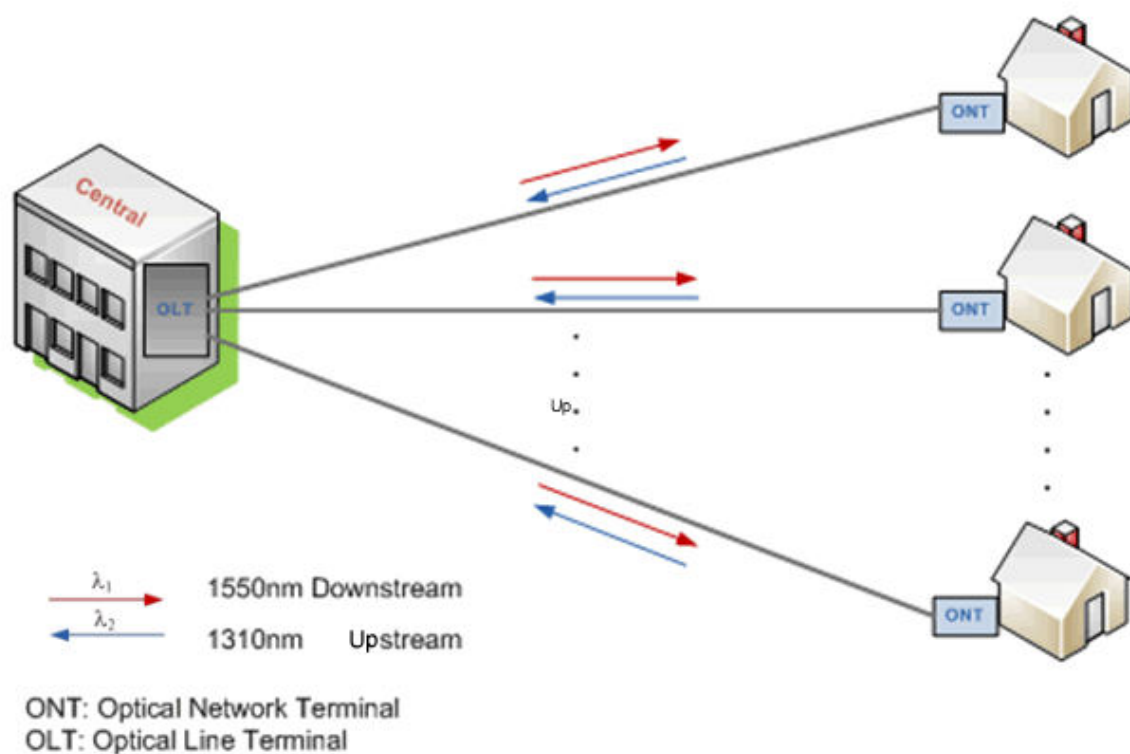 ONT
Central
ONT
OLT
Up
λ1
1550nm Downstream
λ2
1310nm Upstream
ONT
ONT: Optical Network Terminal
OLT: Optical Line Terminal